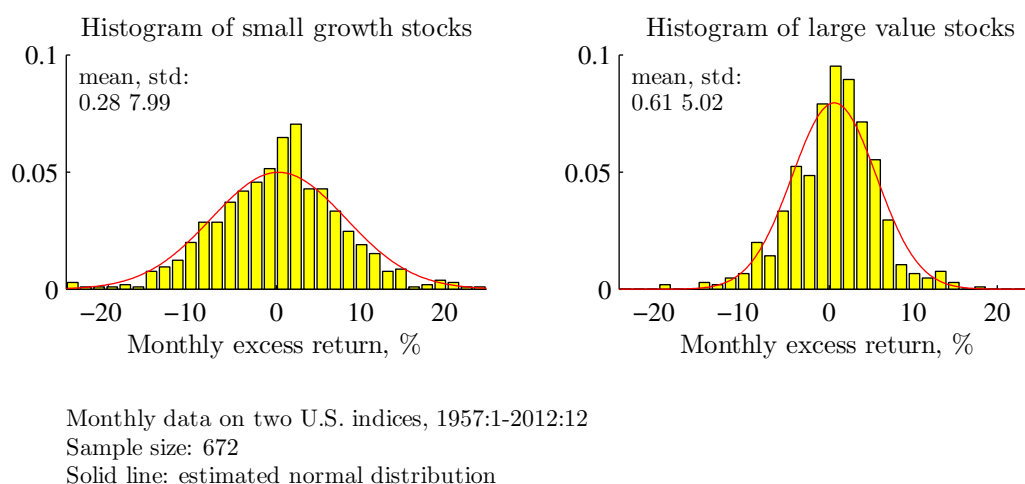 Histogram of small growth stocks
0.1
0.05
0
mean, std:
0.28 7.99
−20 −10 0 10 20
Monthly excess return, %
Histogram of large value stocks
0.1
0.05
0
mean, std:
0.61 5.02
−20 −10 0 10 20
Monthly excess return, %
Monthly data on two U.S. indices, 1957:1-2012:12
Sample size: 672
Solid line: estimated normal distribution